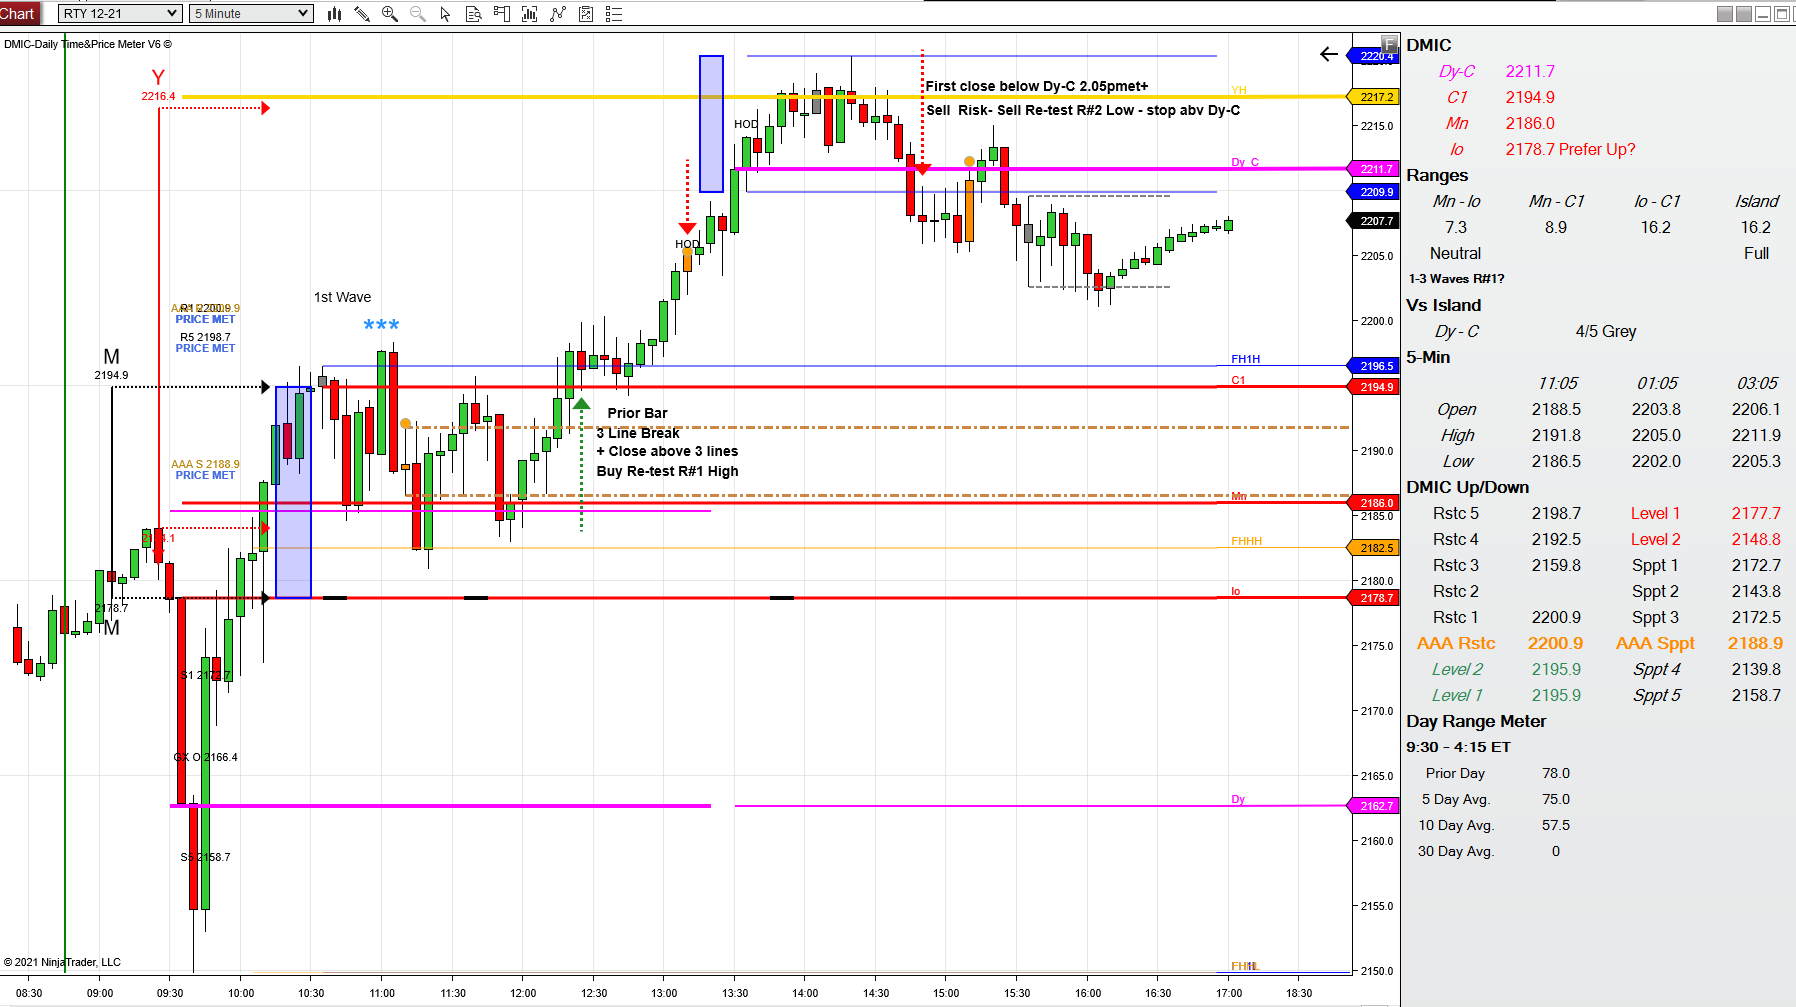 Chart RTY 12-21 5 Minute
DMIC-Daily Time&Price Meter V6 ©
Y
2216.4
HOD
HOD
First close below Dy-C 2.05pmet+
Sell Risk- Sell Re-test R#2 Low - stop abv Dy-C
YH
Dy C
1st Wave
***
R1 2200.9
PRICE MET
R5 2198.7
PRICE MET
M
2194.9
FH1H
C1
Prior Bar
3 Line Break
+ Close above 3 lines
Buy Re-test R#1 High
AAA S 2188.9
PRICE MET
Mn
FHHH
Io
2178.7
M
S1 2172.7
GX O 2166.4
Dy
S5 2158.7
© 2021 NinjaTrader, LLC
F
2220.4
2217.2
2215.0
2211.7
2209.9
2207.7
2205.0
2200.0
2196.5
2194.9
2190.0
2186.0
2185.0
2182.5
2180.0
2178.7
2175.0
2170.0
2165.0
2162.7
2160.0
2155.0
2150.0
08:30 09:00 09:30 10:00 10:30 11:00 11:30 12:00 12:30 13:00 13:30 14:00 14:30 15:00 15:30 16:00 16:30 17:00 18:30
DMIC
Dy-C 2211.7
C1 2194.9
Mn 2186.0
Io 2178.7 Prefer Up?
Ranges
Mn - Io Mn - C1 Io - C1 Island
7.3 8.9 16.2 16.2
Neutral Full
1-3 Waves R#1?
Vs Island
Dy - C 4/5 Grey
5-Min
11:05 01:05 03:05
Open 2188.5 2203.8 2206.1
High 2191.8 2205.0 2211.9
Low 2186.5 2202.0 2205.3
DMIC Up/Down
Rstc 5 2198.7 Level 1 2177.7
Rstc 4 2192.5 Level 2 2148.8
Rstc 3 2159.8 Sppt 1 2172.7
Rstc 2 Sppt 2 2143.8
Rstc 1 2200.9 Sppt 3 2172.5
AAA Rstc 2200.9 AAA Sppt 2188.9
Level 2 2195.9 Sppt 4 2139.8
Level 1 2195.9 Sppt 5 2158.7
Day Range Meter
9:30 - 4:15 ET
Prior Day 78.0
5 Day Avg. 75.0
10 Day Avg. 57.5
30 Day Avg. 0